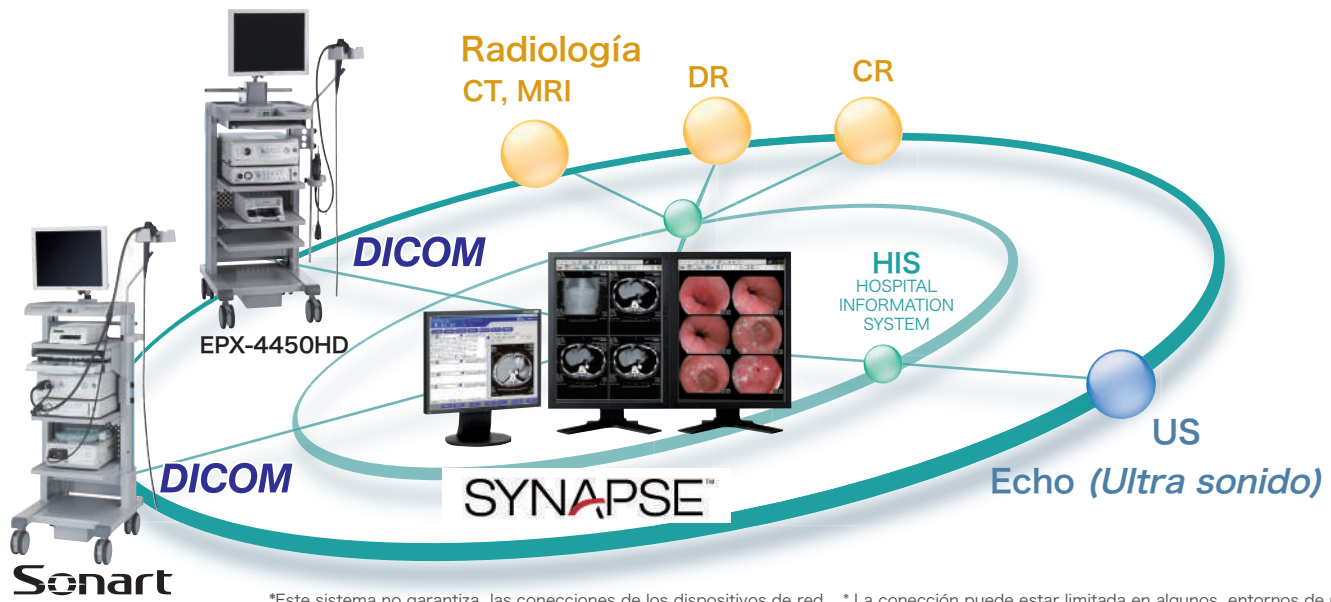 Radiología
CT, MRI
DR
CR
DICOM
HIS
HOSPITAL
INFORMATION
SYSTEM
EPX-4450HD
US
Echo (Ultra sonido)
DICOM
SYNAPSE™
Sonart
*Este sistema no garantiza las conecciones de los dispositivos de red
* La conección puede estar limitada en algunos entornos de